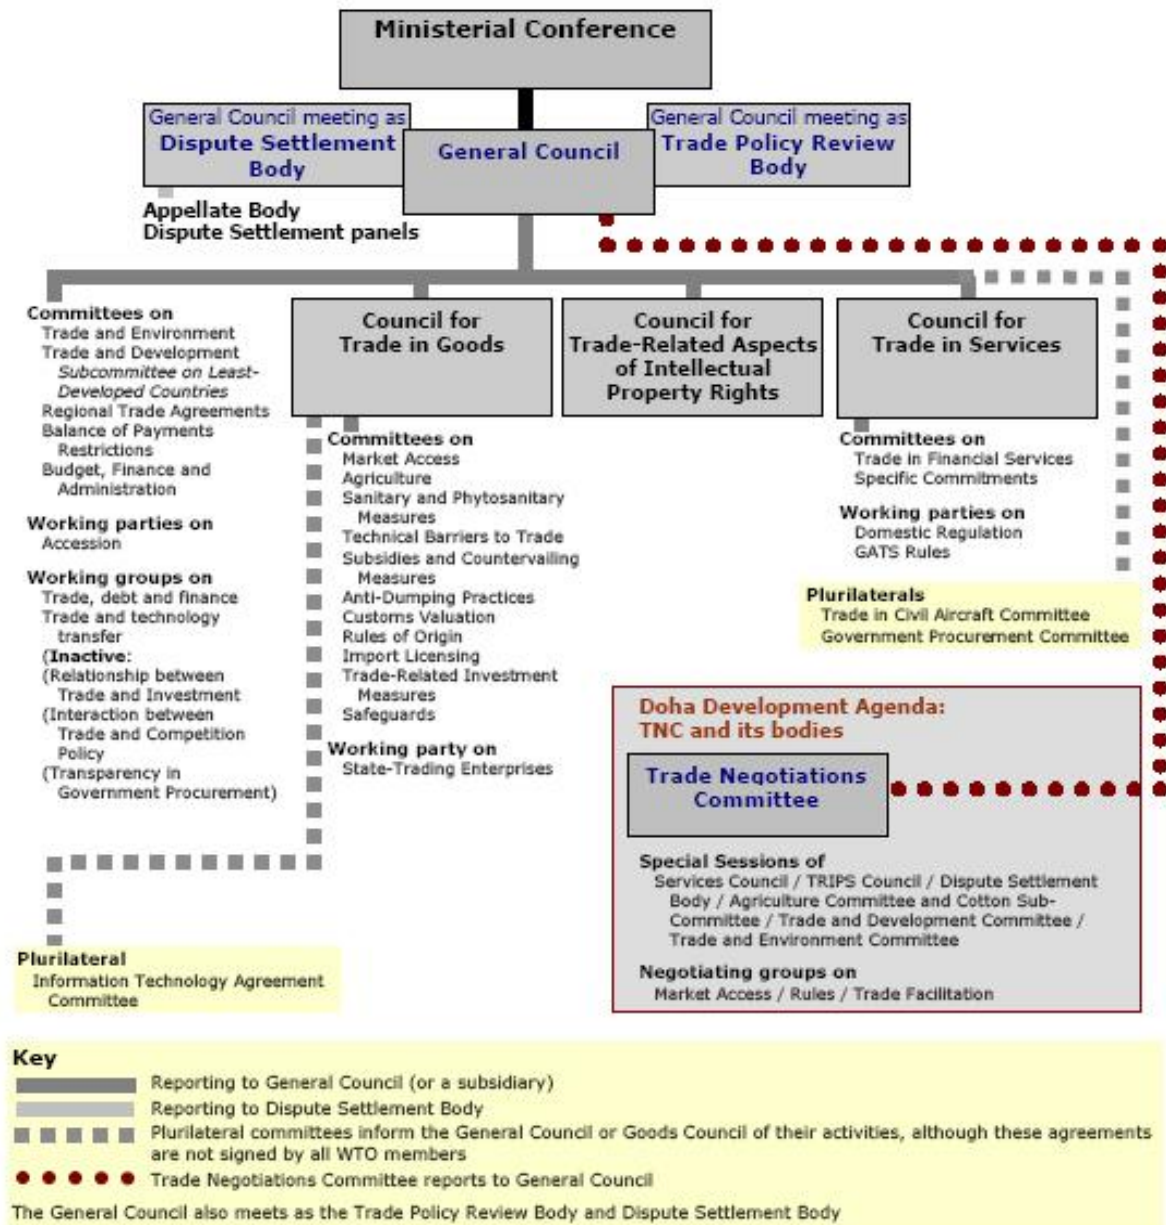 Ministerial Conference
General Council meeting as
Dispute Settlement
Body
General Council
General Council meeting as
Trade Policy Review
Body
Appellate Body
Dispute Settlement panels
Committees on
Trade and Environment
Trade and Development
Subcommittee on Least-
Developed Countries
Regional Trade Agreements
Balance of Payments
Restrictions
Budget, Finance and
Administration
Working parties on
Accession
Working groups on
Trade, debt and finance
Trade and technology
transfer
(Inactive:
(Relationship between
Trade and Investment
(Interaction between
Trade and Competition
Policy
(Transparency in
Government Procurement)
Plurilateral
Information Technology Agreement
Committee
Council for
Trade in Goods
Committees on
Market Access
Agriculture
Sanitary and Phytosanitary
Measures
Technical Barriers to Trade
Subsidies and Countervailing
Measures
Anti-Dumping Practices
Customs Valuation
Rules of Origin
Import Licensing
Trade-Related Investment
Measures
Safeguards
Working party on
State-Trading Enterprises
Council for
Trade-Related Aspects
of Intellectual
Property Rights
Council for
Trade in Services
Committees on
Trade in Financial Services
Specific Commitments
Working parties on
Domestic Regulation
GATS Rules
Plurilaterals
Trade in Civil Aircraft Committee
Government Procurement Committee
Doha Development Agenda:
TNC and its bodies
Trade Negotiations
Committee
Special Sessions of
Services Council / TRIPS Council / Dispute Settlement
Body / Agriculture Committee and Cotton Sub-
Committee / Trade and Development Committee /
Trade and Environment Committee
Negotiating groups on
Market Access / Rules / Trade Facilitation
Key
Reporting to General Council (or a subsidiary)
Reporting to Dispute Settlement Body
Plurilateral committees inform the General Council or Goods Council of their activities, although these agreements
are not signed by all WTO members
Trade Negotiations Committee reports to General Council
The General Council also meets as the Trade Policy Review Body and Dispute Settlement Body